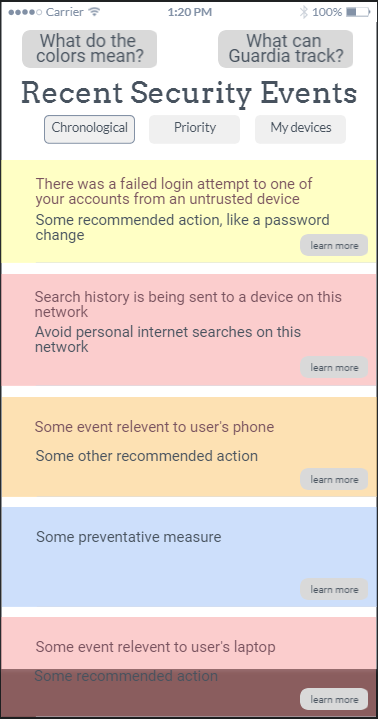 Carrier 1:20 PM 100%
What do the What can
colors mean? Guardia track?
Recent Security Events
Chronological Priority My devices
There was a failed login attempt to one of
your accounts from an untrusted device
Some recommended action, like a password
change
learn more
Search history is being sent to a device on this
network
Avoid personal internet searches on this
network
learn more
Some event relevent to user's phone
Some other recommended action
learn more
Some preventative measure
learn more
Some event relevent to user's laptop
Some recommended action
learn more